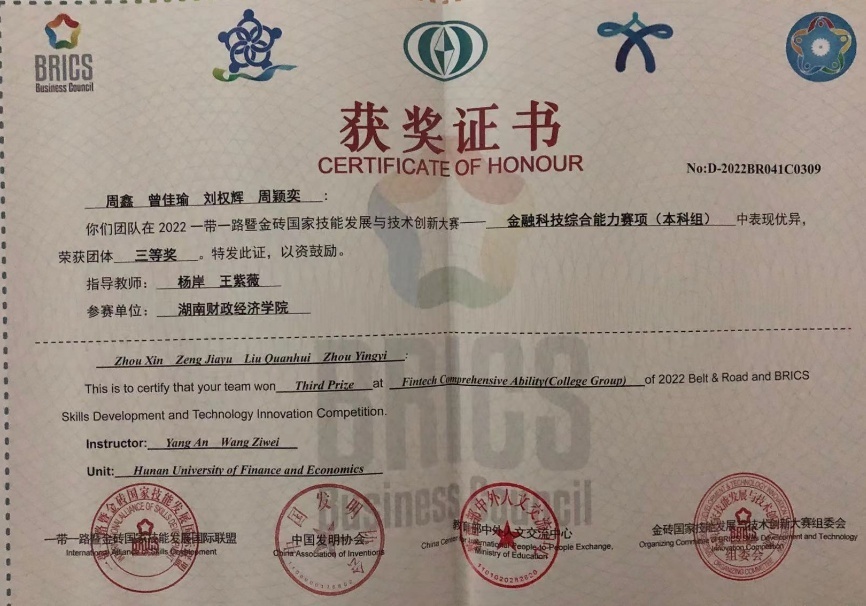 BRICS
Business Council
获奖证书
CERTIFICATE OF HONOUR
No:D-2022BR041C0309
周鑫 曾佳瑜 刘权辉 周颖奕 :
你们团队在 2022 一带一路暨金砖国家技能发展与技术创新大赛—— 金融科技综合能力赛项（本科组） 中表现优异,
荣获团体 三等奖 。特发此证，以资鼓励。
指导教师: 杨岸 王紫薇
参赛单位: 湖南财政经济学院
Zhou Xin Zeng Jiayu Liu Quanhui Zhou Yingyi :
This is to certify that your team won Third Prize at Fintech Comprehensive Ability(College Group) of 2022 Belt & Road and BRICS
Skills Development and Technology Innovation Competition.
Instructor: Yang An Wang Ziwei
Unit: Hunan University of Finance and Economics
BRICS
Business Council
一带一路暨金砖国家技能发展国际联盟
International Alliance of Skills Development
中国发明协会
China Association of Inventions
教育部中外人文交流中心
China Center for International People-to-People Exchange,
Ministry of Education
金砖国家技能发展与技术创新大赛组委会
Organizing Committee of BRICS Skills Development and Technology
Innovation Competition
组委会